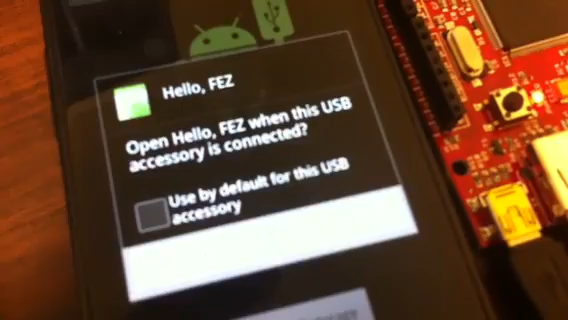 Hello, FEZ
Open Hello, FEZ when this USB
accessory is connected?
Use by default for this USB
accessory